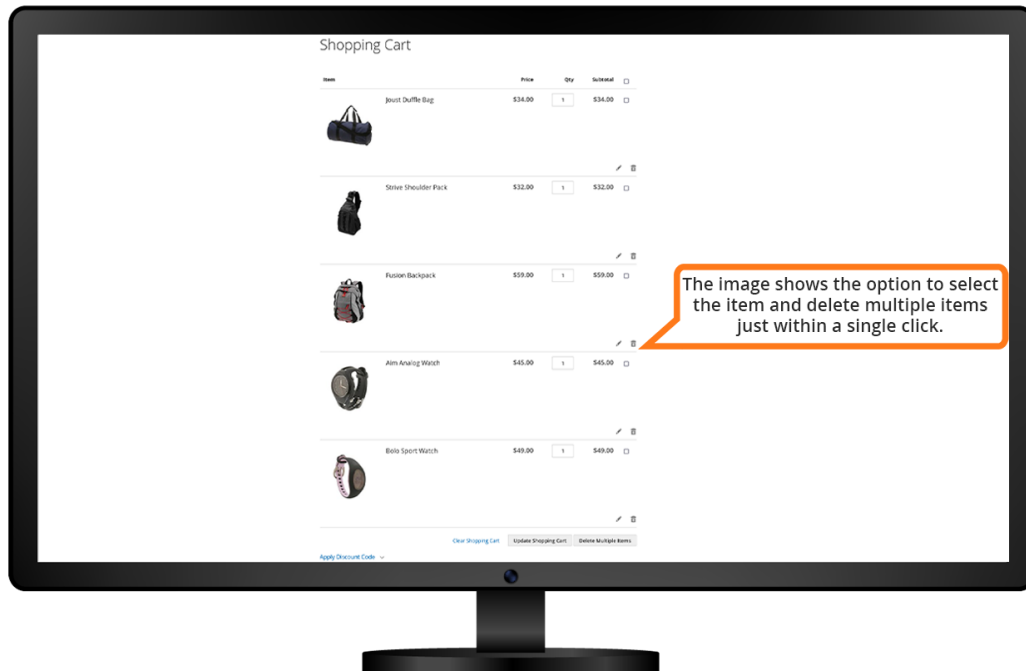 Shopping Cart
Item Price Qty Subtotal
Joust Duffle Bag $34.00 1 $34.00
Strive Shoulder Pack $32.00 1 $32.00
Fusion Backpack $59.00 1 $59.00
The image shows the option to select
the item and delete multiple items
just within a single click.
Aim Analog Watch $45.00 1 $45.00
Bolo Sport Watch $49.00 1 $49.00
Clear Shopping Cart Update Shopping Cart Delete Multiple Items
Apply Discount Code